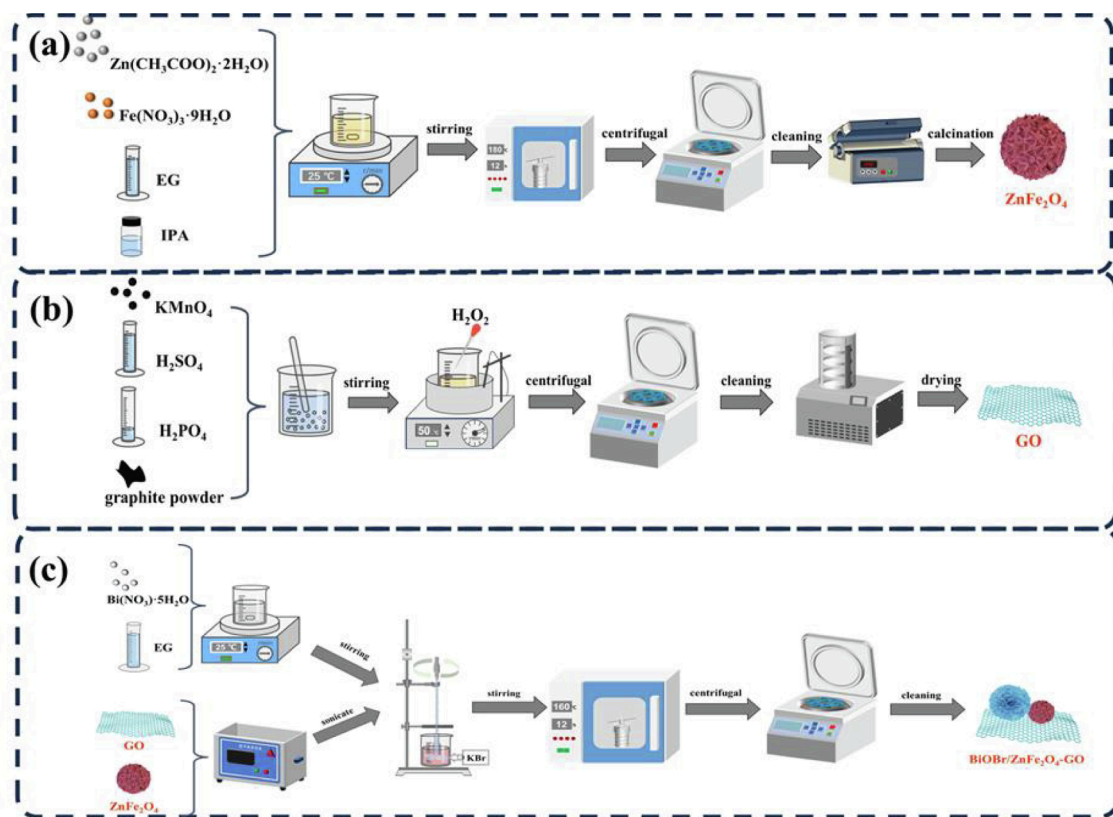 (a)
Zn(CH₃COO)₂·2H₂O)
Fe(NO₃)₃·9H₂O
EG
IPA
25 ℃
r/min
stirring
180 ℃
12
centrifugal
cleaning
calcination
ZnFe₂O₄
(b)
KMnO₄
H₂SO₄
H₂PO₄
graphite powder
stirring
H₂O₂
50 ℃
centrifugal
cleaning
drying
GO
(c)
Bi(NO₃)·5H₂O
EG
25 ℃
GO
ZnFe₂O₄
stirring
sonicate
KBr
stirring
160 ℃
12
centrifugal
cleaning
BiOBr/ZnFe₂O₄-GO